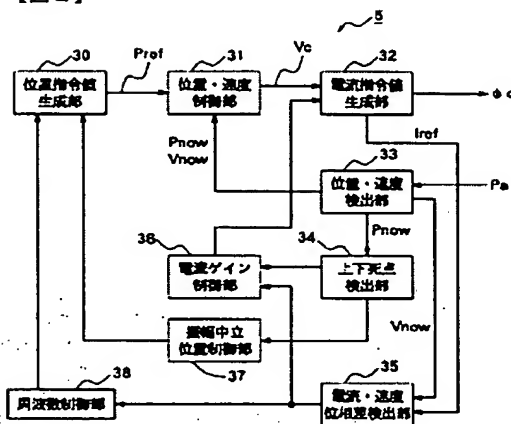 5
30
Pref
31
Vc
32
位置指令値
生成部
位置・速度
制御部
電流指令値
生成部
Pnow
Vnow
Iref
33
位置・速度
検出部
Pa
36
34
Pnow
電流ゲイン
制御部
上下死点
検出部
Vnow
振幅中立
位置制御部
37
38
35
周波数制御部
電流・速度
位相差検出部